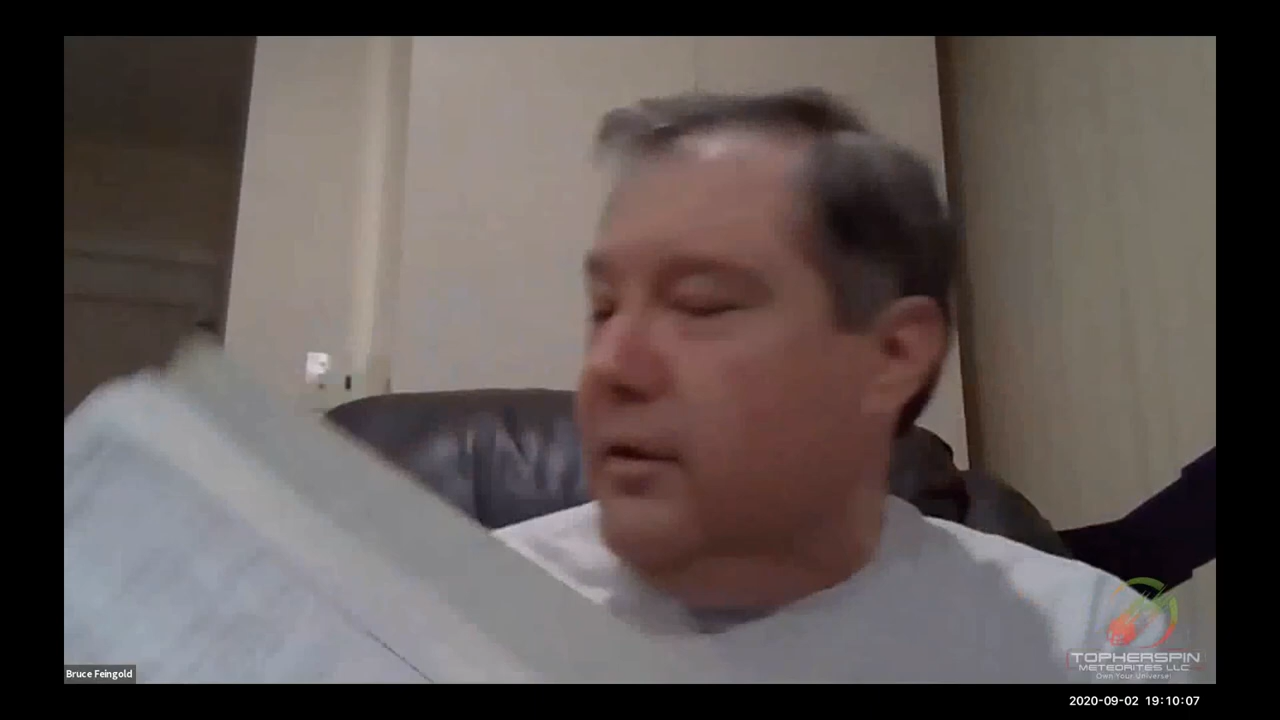 Bruce Feingold
TOPHERSPIN
METEORITES LLC
Own Your Universe
2020-09-02 19:10:07